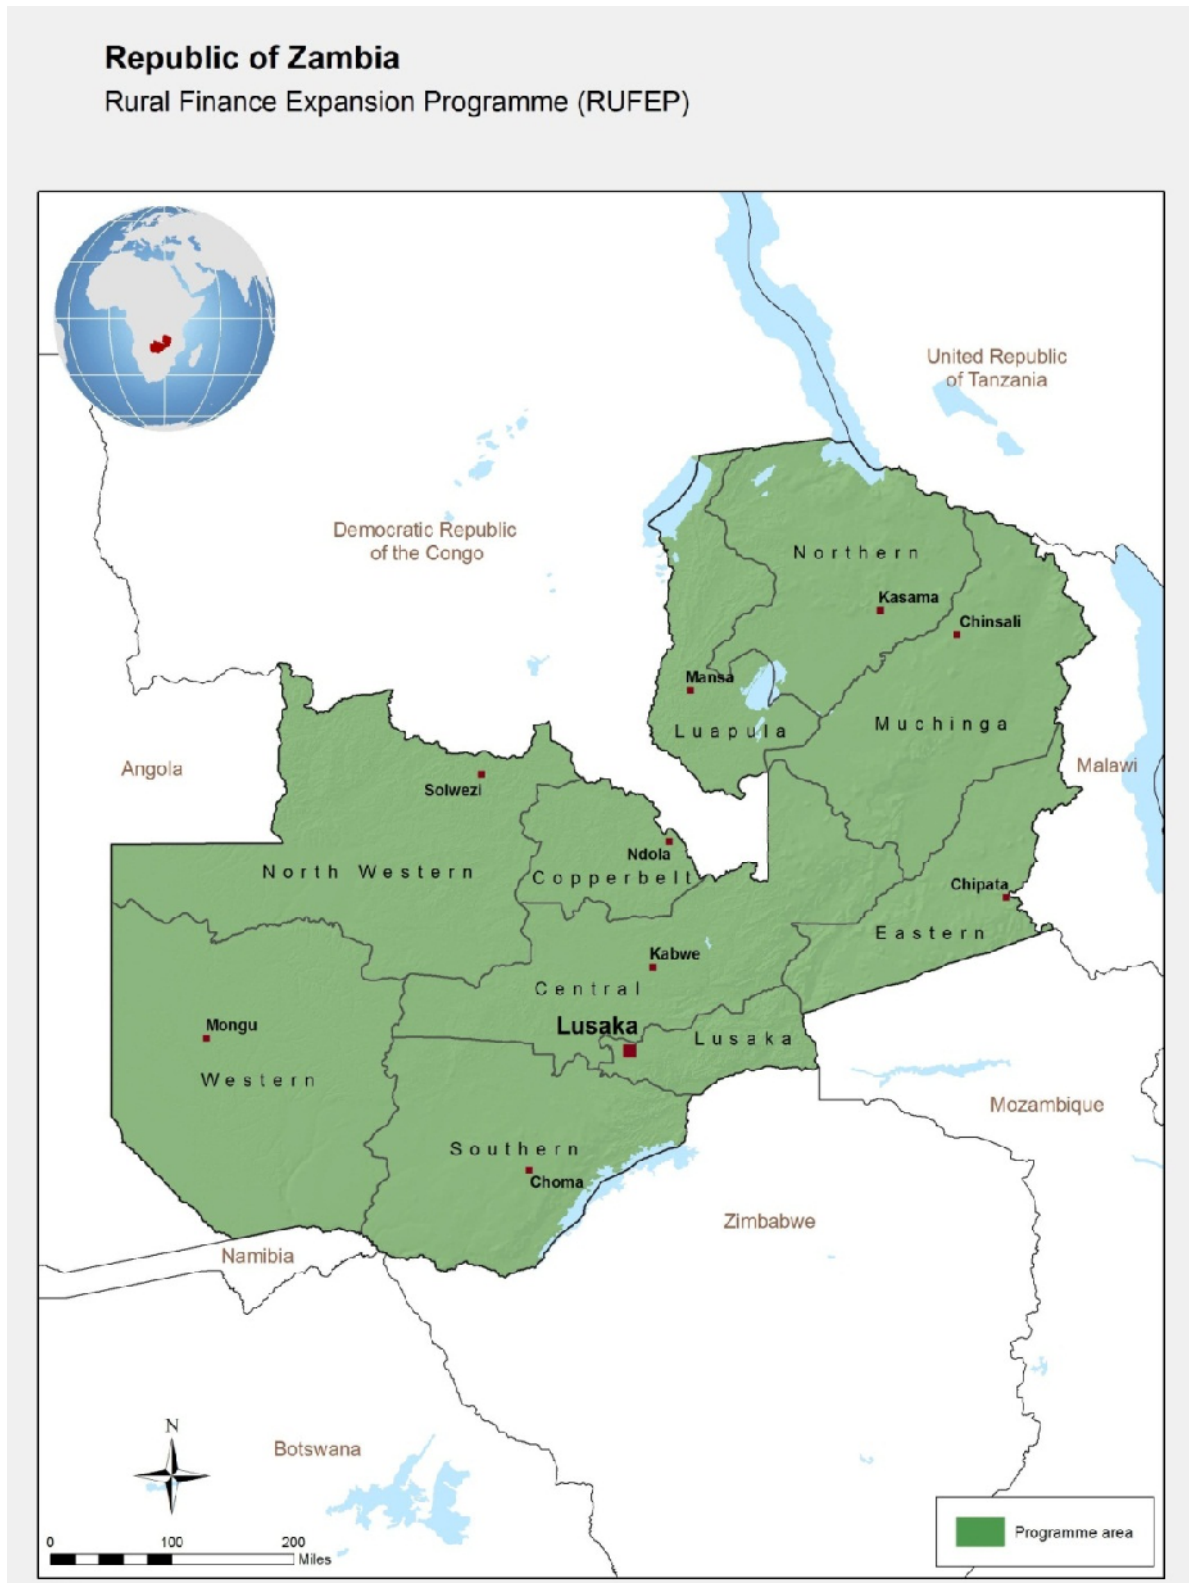 Republic of Zambia
Rural Finance Expansion Programme (RUFEP)
United Republic
of Tanzania
Democratic Republic
of the Congo
Northern
Kasama
Chinsali
Mansa
Luapula
Muchinga
Angola
Malawi
Solwezi
Ndola
North Western
Copperbelt
Chipata
Eastern
Kabwe
Central
Mongu
Lusaka
Lusaka
Western
Mozambique
Southern
Choma
Zimbabwe
Namibia
N
Botswana
Programme area
0 100 200
Miles